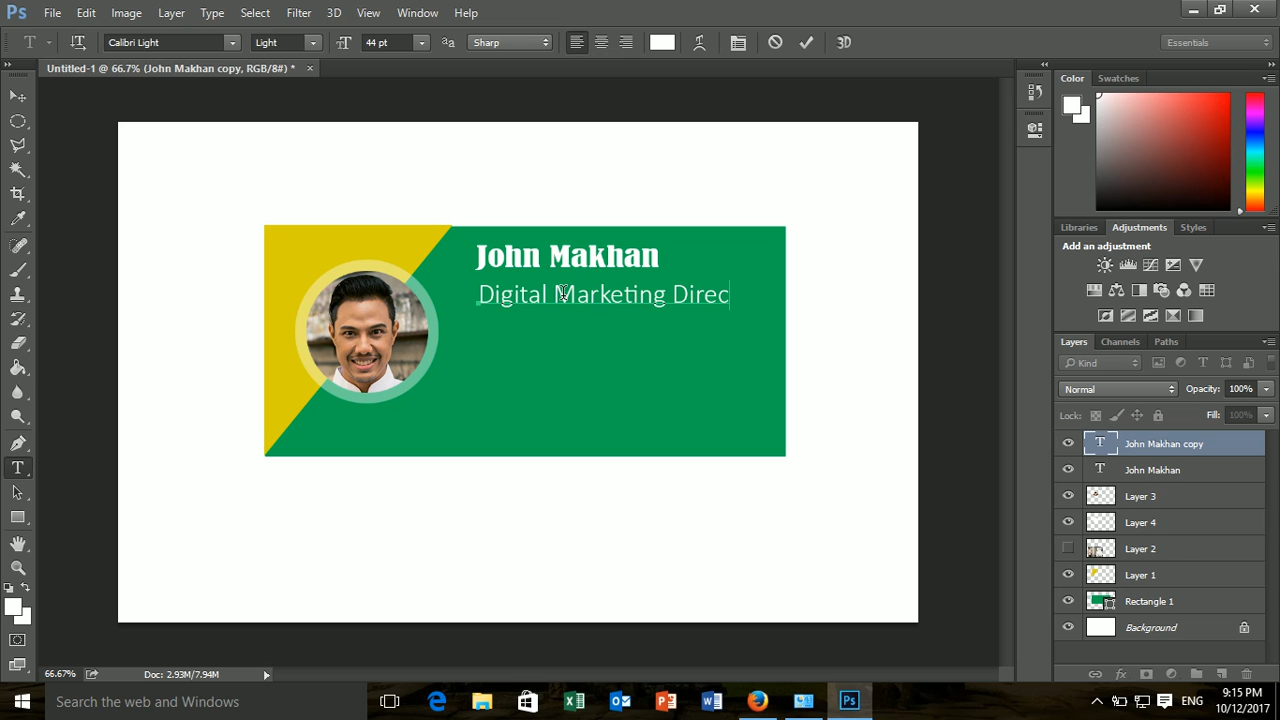 Ps File Edit Image Layer Type Select Filter 3D View Window Help
T Calibri Light Light 44 pt aa Sharp 3D Essentials
Untitled-1 @ 66.7% (John Makhan copy, RGB/8#) * ×
Color Swatches
Libraries Adjustments Styles
Add an adjustment
Layers Channels Paths
Kind
Normal Opacity: 100%
Lock: Fill: 100%
T John Makhan copy
T John Makhan
Layer 3
Layer 4
Layer 2
Layer 1
Rectangle 1
Background
John Makhan
Digital Marketing Direc
66.67% Doc: 2.93M/7.94M
Search the web and Windows
ENG
9:15 PM
10/12/2017